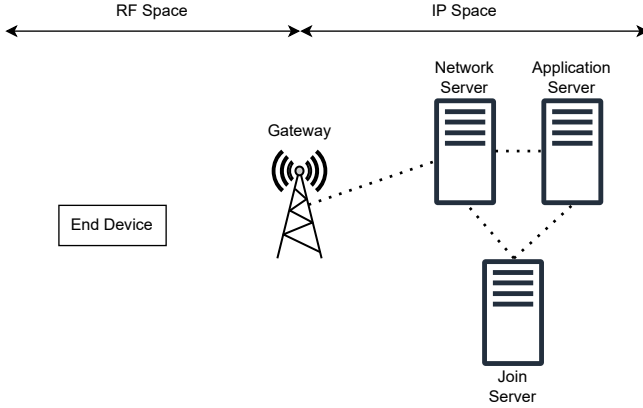 RF Space
IP Space
Network
Server
Application
Server
Gateway
End Device
Join
Server